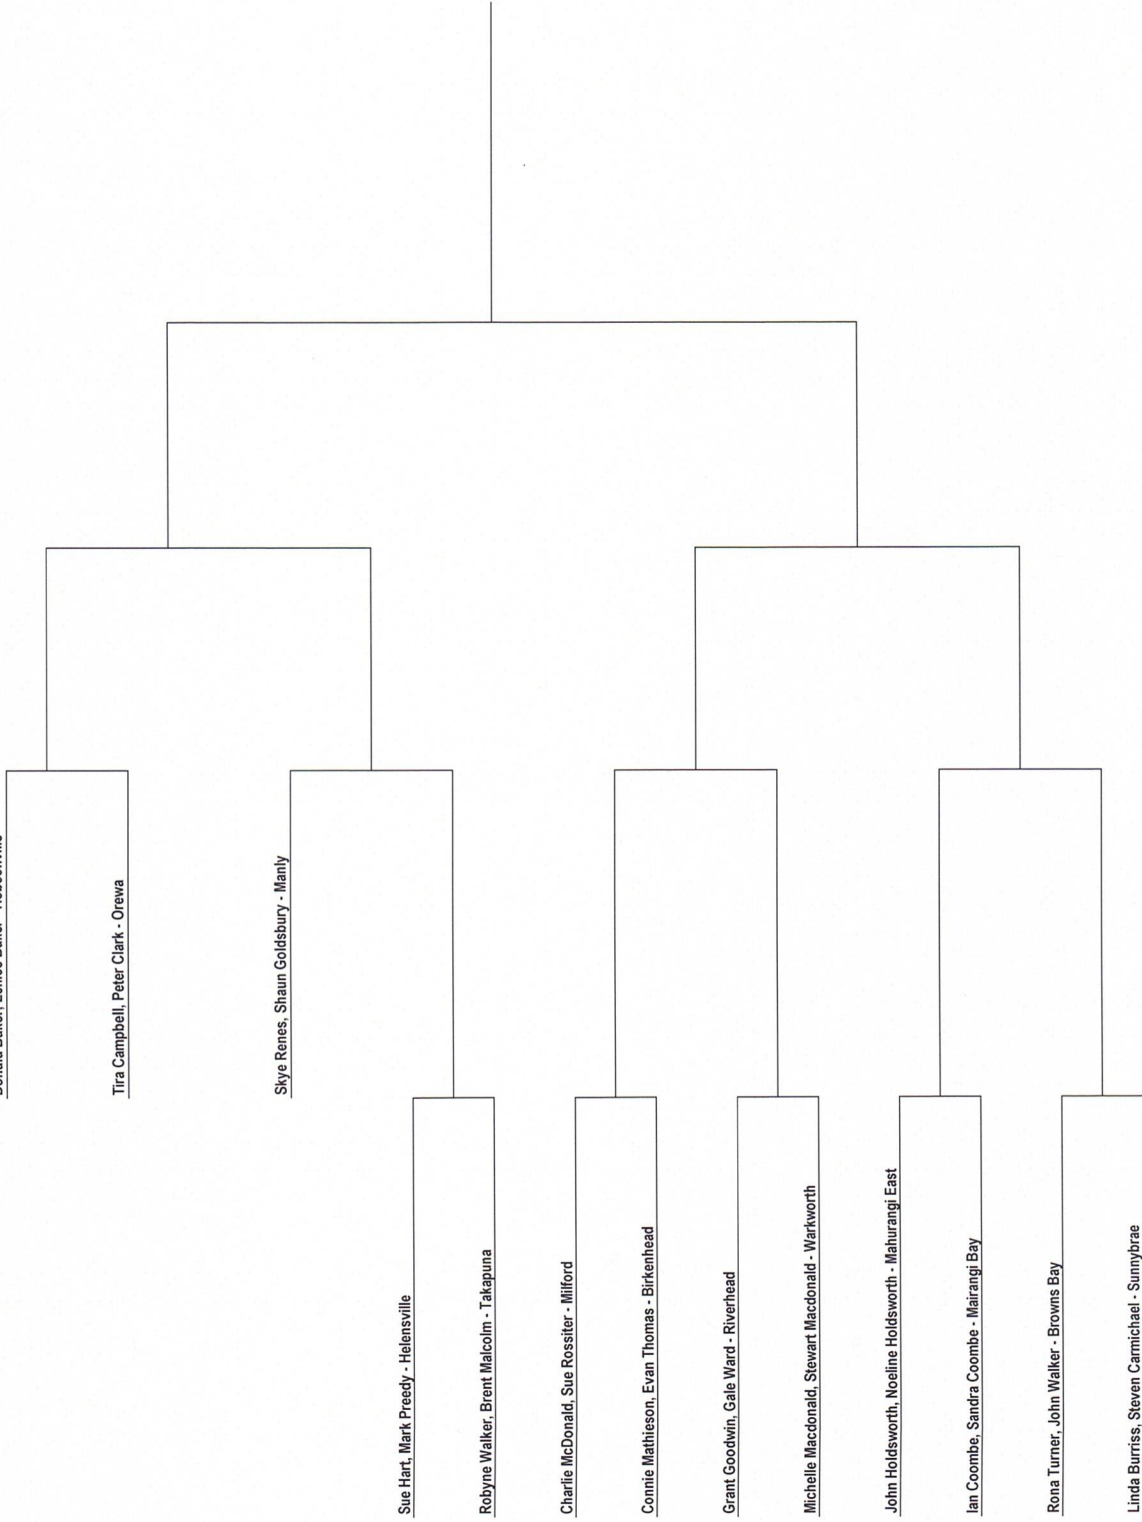 Tira Campbell, Peter Clark - Orewa
Skye Renes, Shaun Goldsbury - Manly
Sue Hart, Mark Preedy - Helensville
Robyne Walker, Brent Malcolm - Takapuna
Charlie McDonald, Sue Rossiter - Milford
Connie Mathieson, Evan Thomas - Birkenhead
Grant Goodwin, Gale Ward - Riverhead
Michelle Macdonald, Stewart Macdonald - Warkworth
John Holdsworth, Noeline Holdsworth - Mahurangi East
Ian Coombe, Sandra Coombe - Mairangi Bay
Rona Turner, John Walker - Browns Bay
Linda Burriss, Steven Carmichael - Sunnybrae